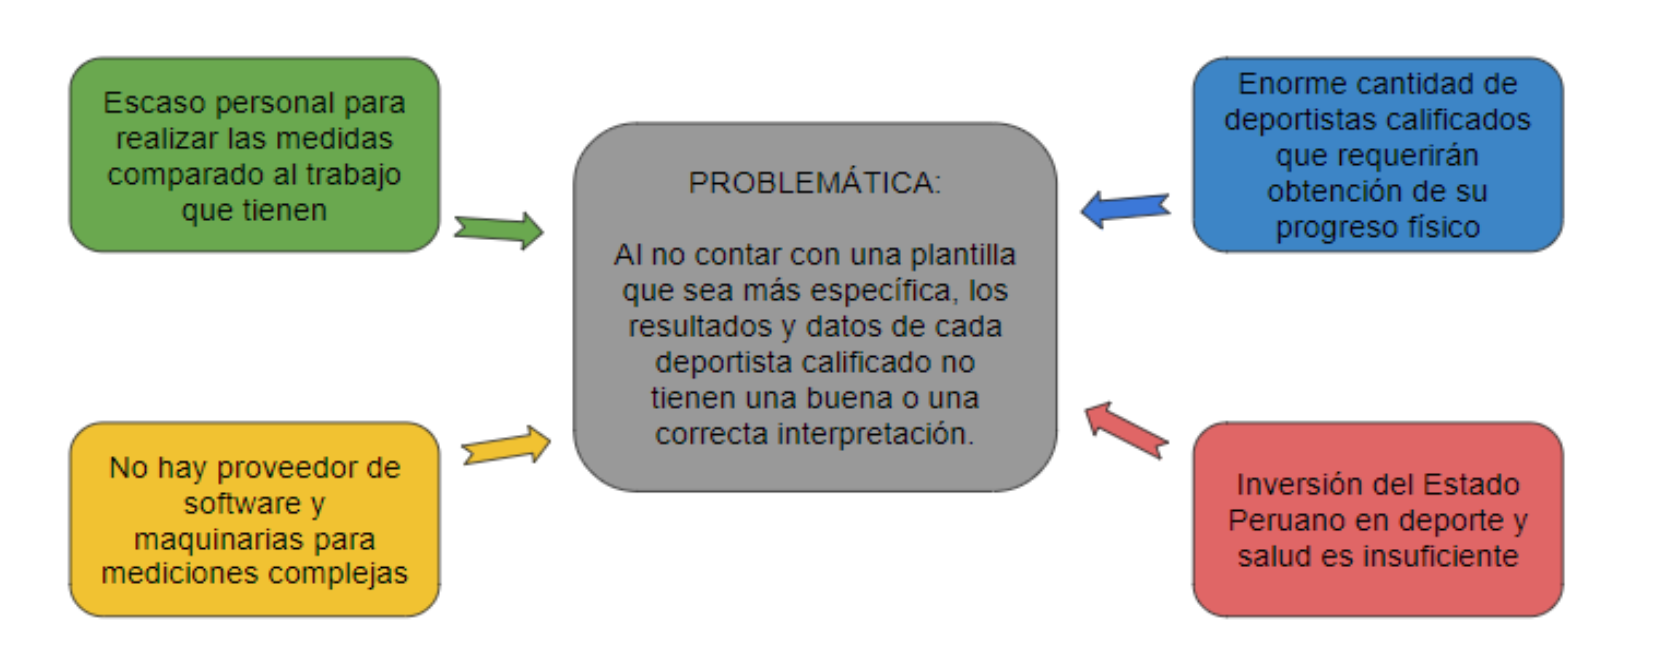 Escaso personal para
realizar las medidas
comparado al trabajo
que tienen
Enorme cantidad de
deportistas calificados
que requerirán
obtención de su
progreso físico
PROBLEMÁTICA:
Al no contar con una plantilla
que sea más específica, los
resultados y datos de cada
deportista calificado no
tienen una buena o una
correcta interpretación.
No hay proveedor de
software y
maquinarias para
mediciones complejas
Inversión del Estado
Peruano en deporte y
salud es insuficiente